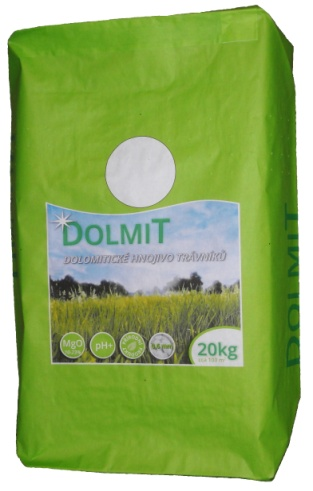 DOLMIT
DOLOMITICKÉ HNOJIVO TRÁVNÍKŮ
MgO
pH+
20kg
DOLMIT